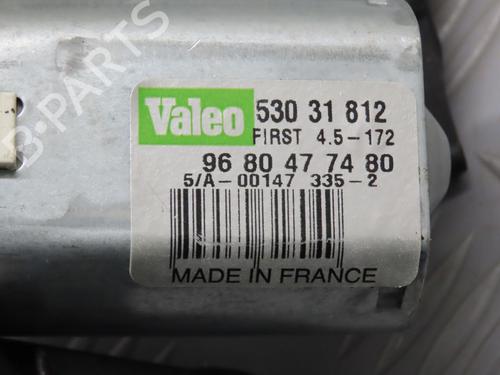 Valeo 530 31 812
FIRST 4.5-172
96 80 47 74 80
5/A-00147 335-2
MADE IN FRANCE
B-Parts